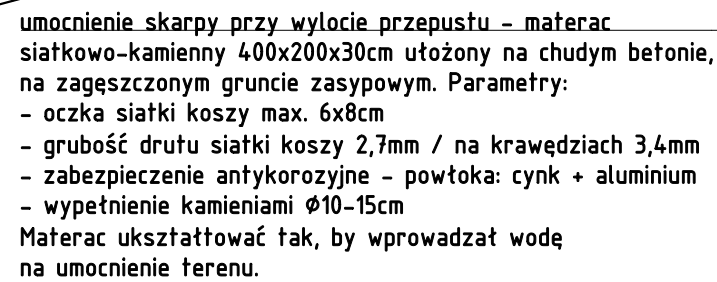 umocnienie skarpy przy wylocie przepustu – materac
siatkowo-kamienny 400x200x30cm ułożony na chudym betonie,
na zagęszczonym gruncie zasypowym. Parametry:
– oczka siatki koszy max. 6x8cm
– grubość drutu siatki koszy 2,7mm / na krawędziach 3,4mm
– zabezpieczenie antykorozyjne – powłoka: cynk + aluminium
– wypełnienie kamieniami Ø10–15cm
Materac ukształtować tak, by wprowadzał wodę
na umocnienie terenu.